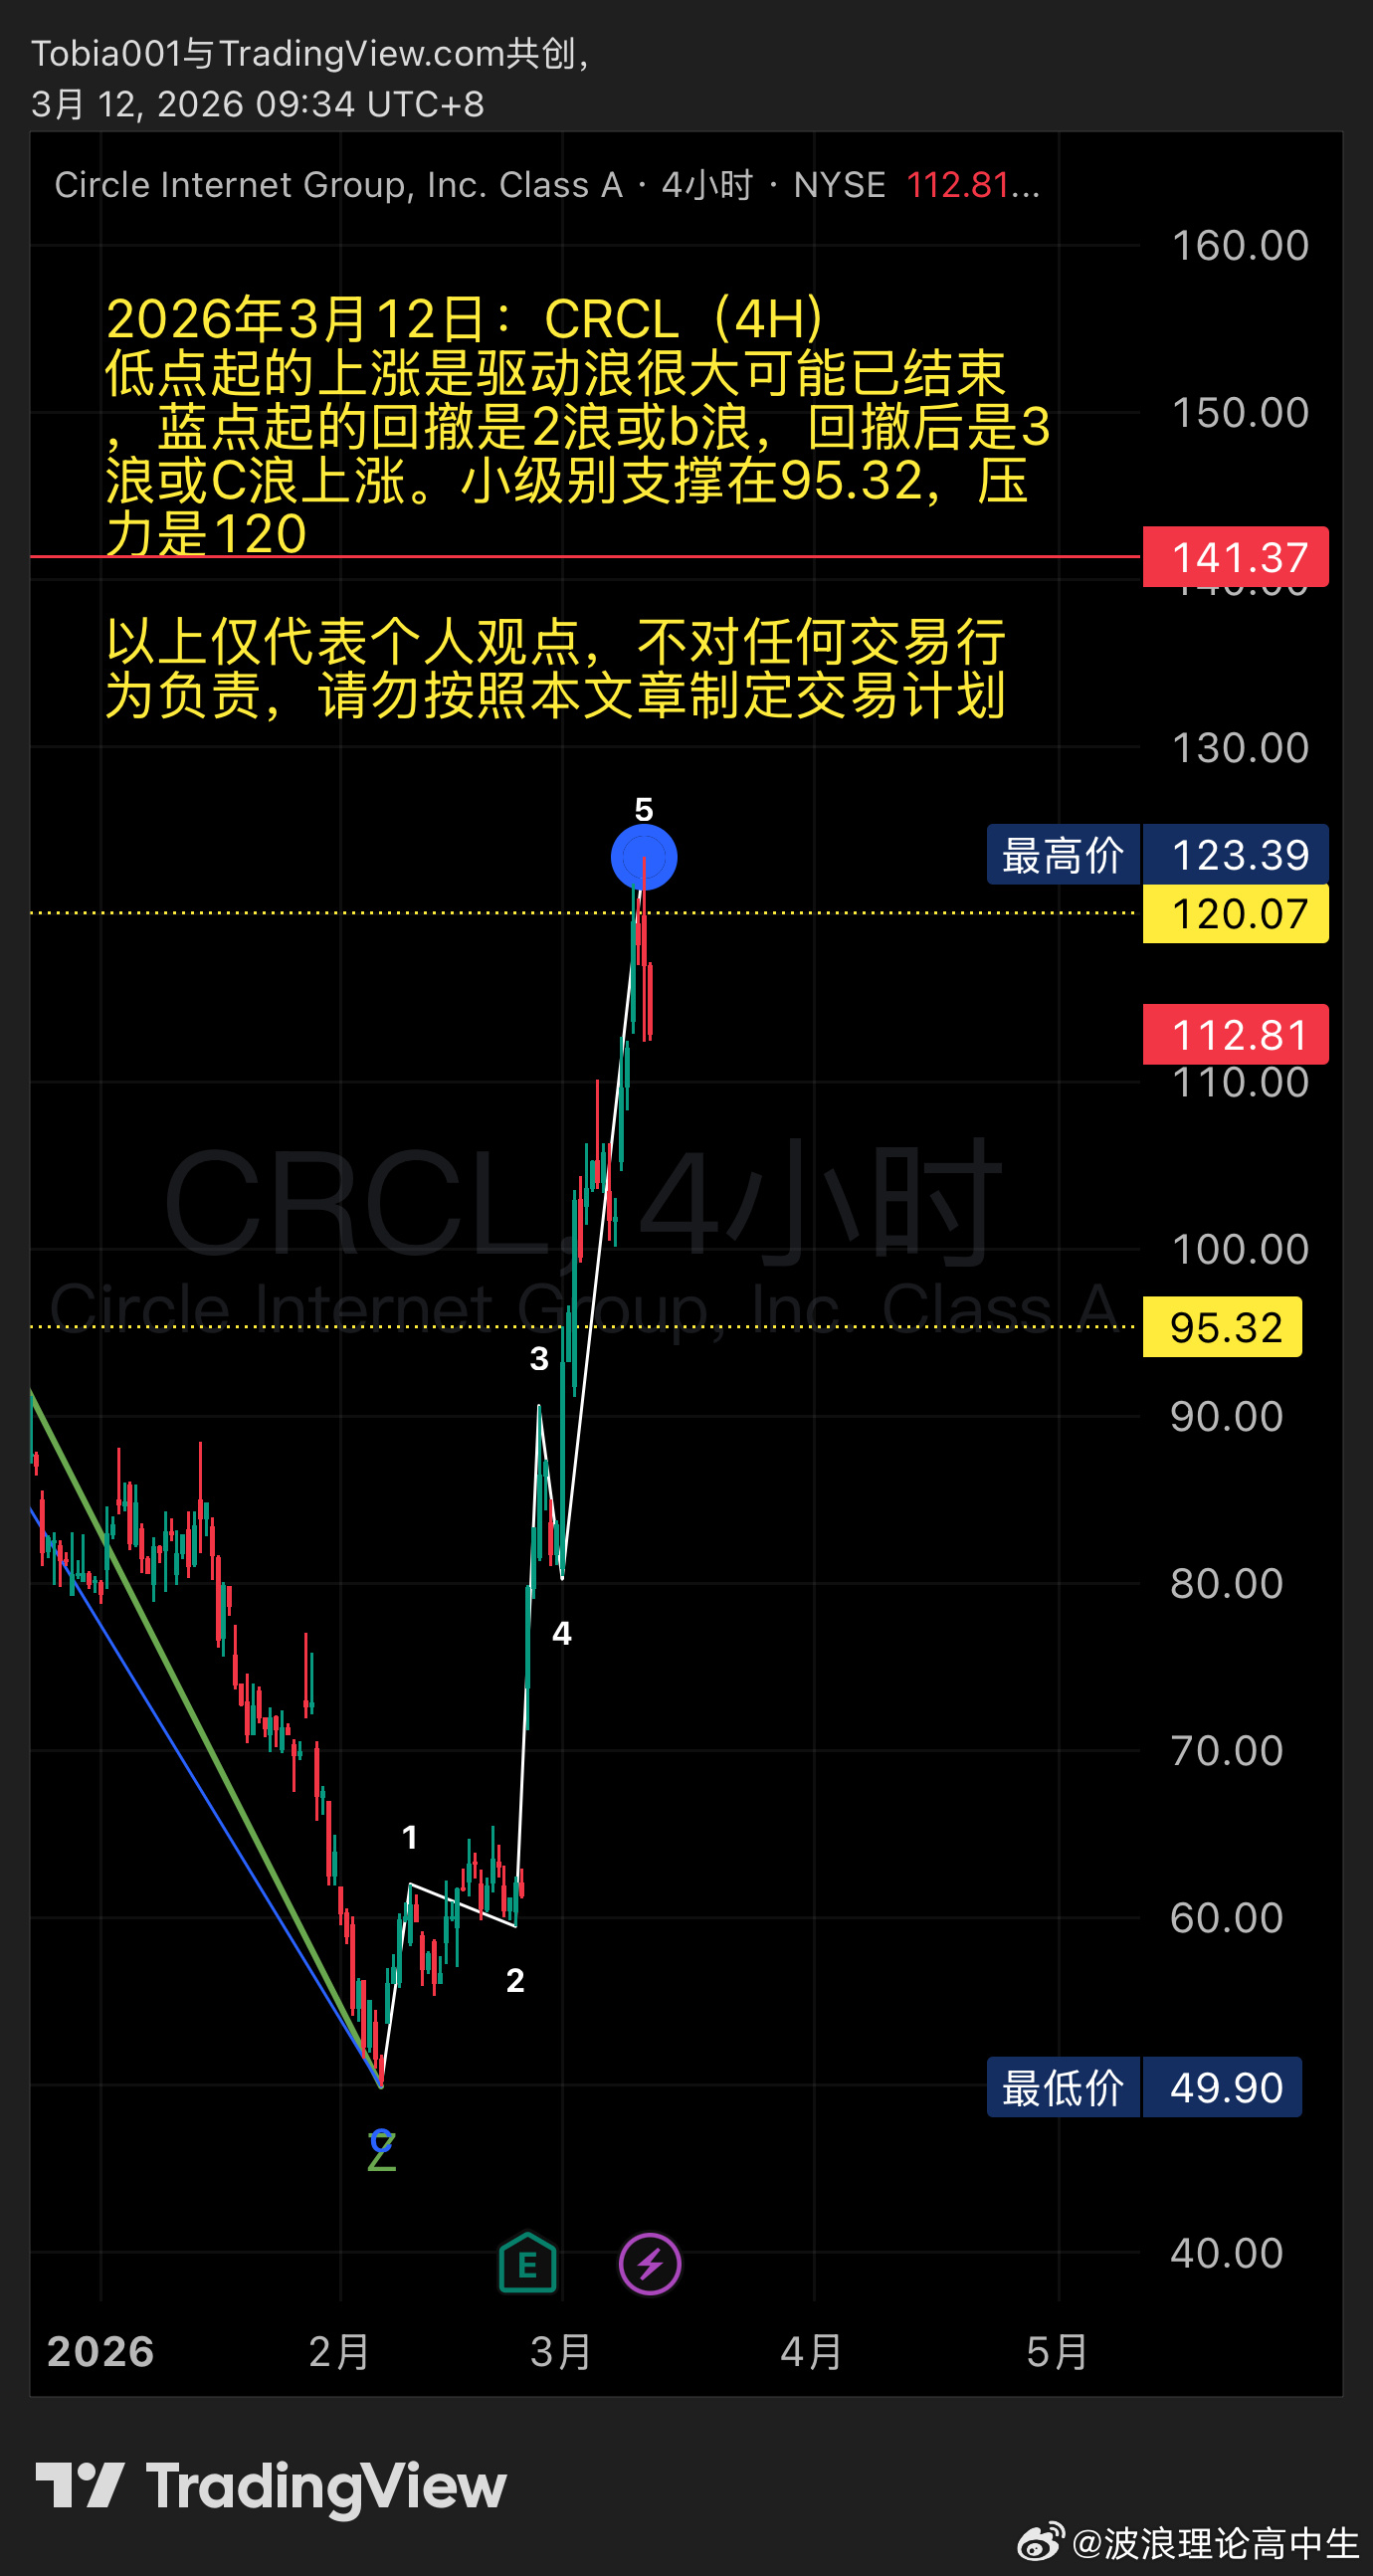 Tobia001与TradingView.com共创,
3月 12, 2026 09:34 UTC+8
Circle Internet Group, Inc. Class A · 4小时 · NYSE 112.81...
160.00
2026年3月12日：CRCL（4H）
低点起的上涨是驱动浪很大可能已结束
，蓝点起的回撤是2浪或b浪，回撤后是3
浪或C浪上涨。小级别支撑在95.32，压
力是120
150.00
141.37
140.00
以上仅代表个人观点，不对任何交易行
为负责，请勿按照本文章制定交易计划
130.00
5
最高价 123.39
120.07
112.81
110.00
CRCL, 4小时
100.00
Circle Internet Group, Inc. Class A
95.32
3
90.00
80.00
4
70.00
1
60.00
2
最低价 49.90
C
Z
E
40.00
2026 2月 3月 4月 5月
TradingView
@波浪理论高中生